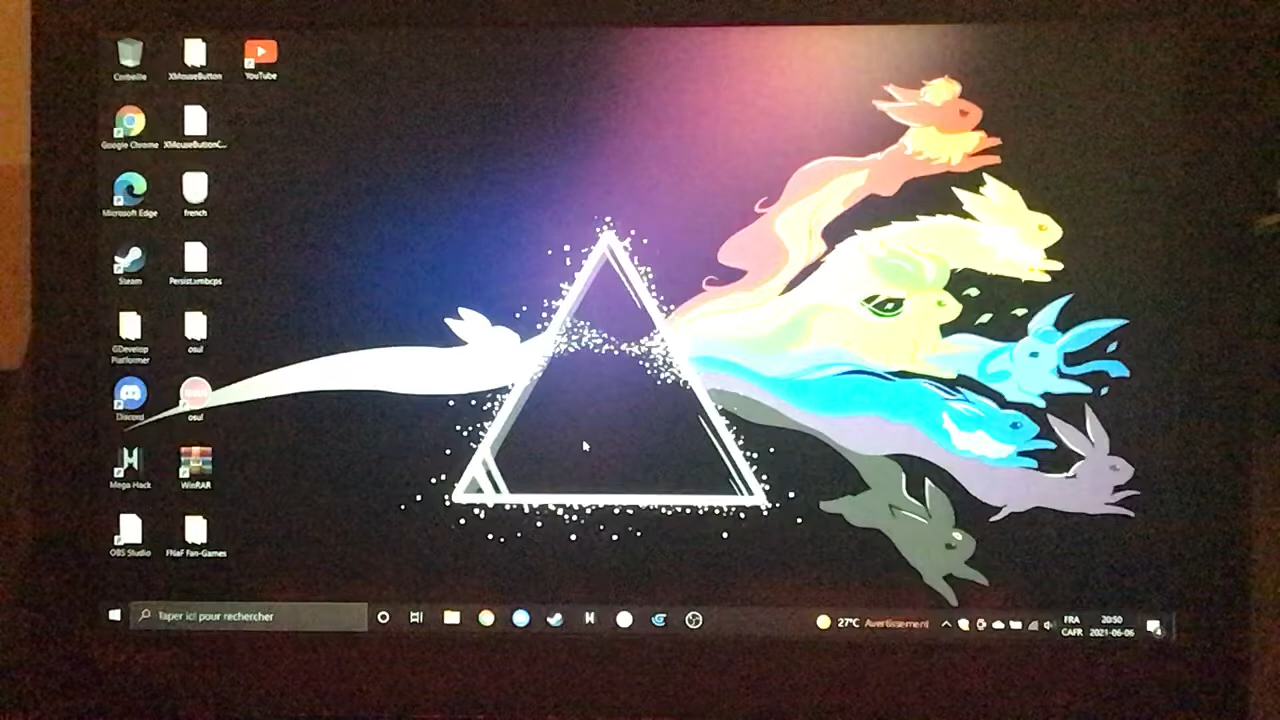 Corbeille
XMouseButton
YouTube
Google Chrome
XMouseButtonC...
Microsoft Edge
french
Steam
Persist.xmbcps
GDevelop
Platformer
osu!
Discord
osu!
Mega Hack
WinRAR
OBS Studio
FNaF Fan-Games
Taper ici pour rechercher
27°C Avertissement
FRA
CAFR
20:50
2021-06-06
4